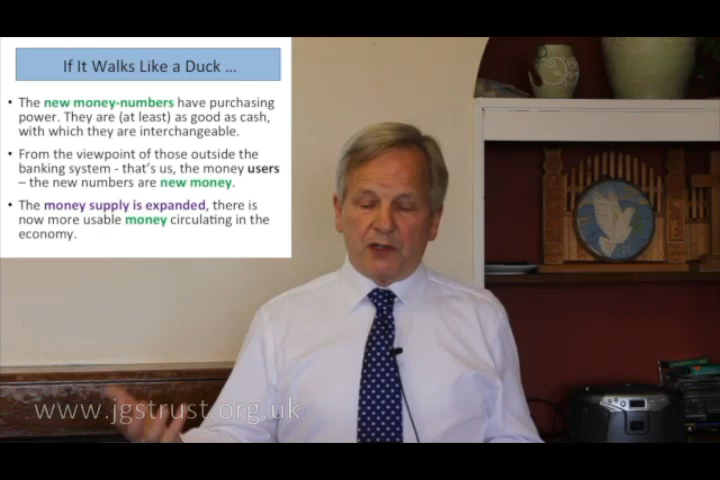 If It Walks Like a Duck ...
• The new money-numbers have purchasing
power. They are (at least) as good as cash,
with which they are interchangeable.
• From the viewpoint of those outside the
banking system - that's us, the money users
– the new numbers are new money.
• The money supply is expanded, there is
now more usable money circulating in the
economy.
www.jgstrust.org.uk